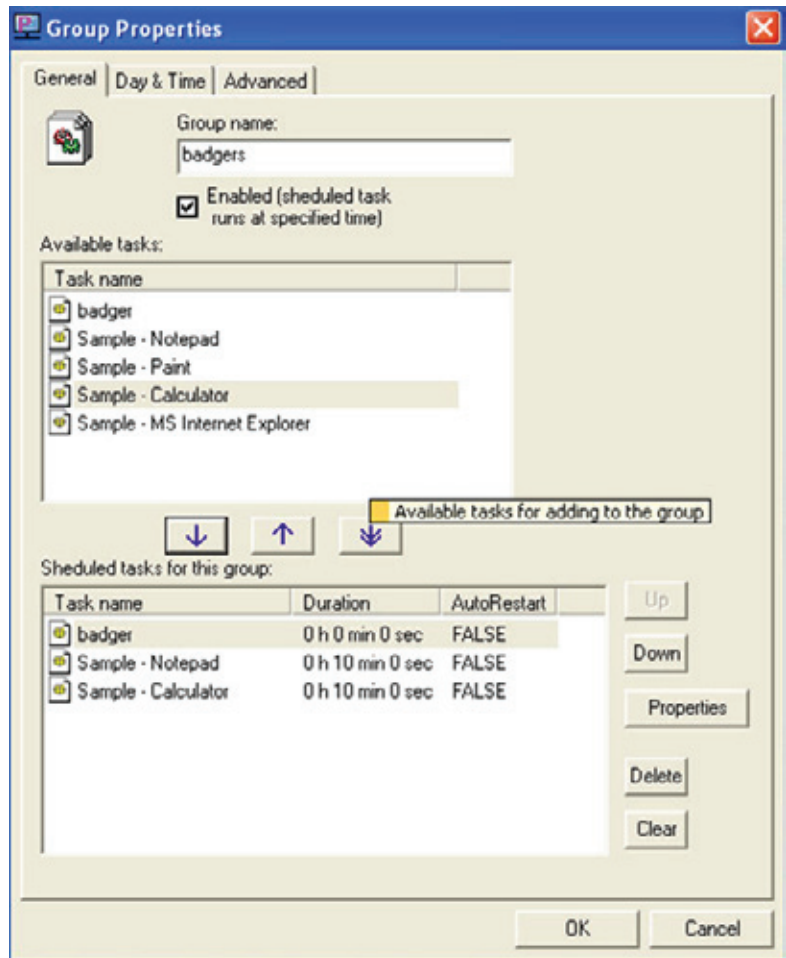 Group Properties
General Day & Time Advanced
Group name:
badgers
Enabled (sheduled task
runs at specified time)
Available tasks:
Task name
badger
Sample - Notepad
Sample - Paint
Sample - Calculator
Sample - MS Internet Explorer
Available tasks for adding to the group
Sheduled tasks for this group:
Task name Duration AutoRestart
badger 0 h 0 min 0 sec FALSE
Sample - Notepad 0 h 10 min 0 sec FALSE
Sample - Calculator 0 h 10 min 0 sec FALSE
Up
Down
Properties
Delete
Clear
OK Cancel